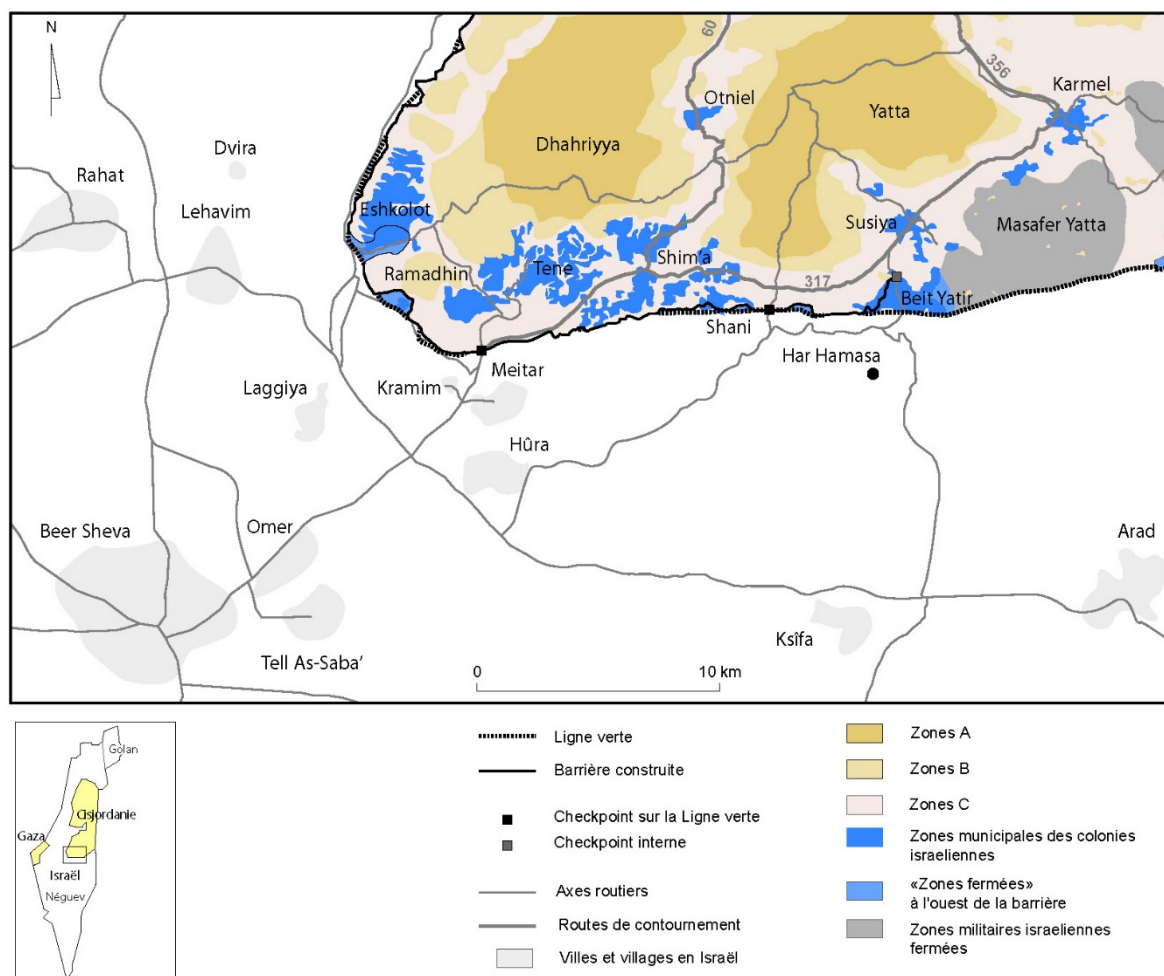 N
60
356
Karmel
Otniel
Yatta
Dvira
Dhahriyya
Rahat
Lehavim
Eshkolot
Susiya
Masafer Yatta
Ramadhin
Tene
Shim'a
317
Beit Yatir
Shani
Har Hamasa
Meitar
Laggiya
Kramim
Hûra
Beer Sheva
Omer
Arad
Ksîfa
Tell As-Saba'
0 10 km
Golan
Cisjordanie
Gaza
Israël
Néguev
Ligne verte
Barrière construite
Checkpoint sur la Ligne verte
Checkpoint interne
Axes routiers
Routes de contournement
Villes et villages en Israël
Zones A
Zones B
Zones C
Zones municipales des colonies
israeliennes
«Zones fermées»
à l'ouest de la barrière
Zones militaires israeliennes
fermées